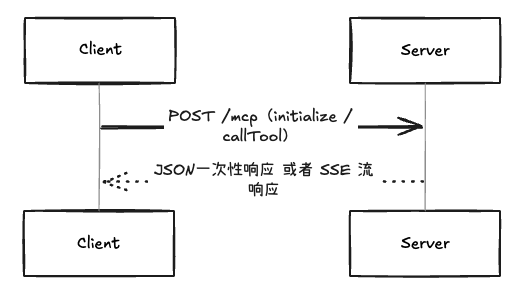 Client
Server
POST /mcp (initialize /
callTool)
JSON一次性响应 或者 SSE 流
响应
Client
Server